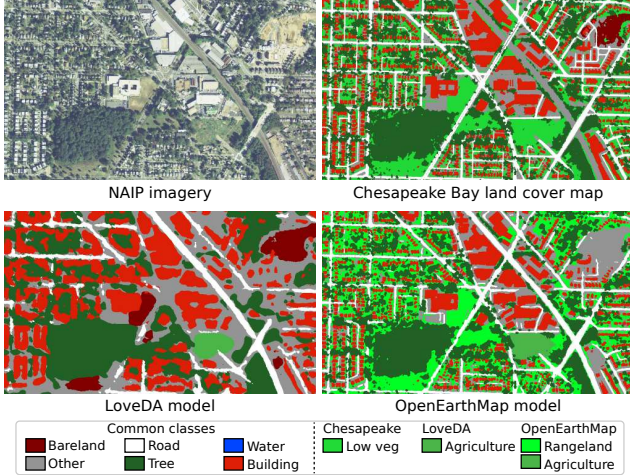 NAIP imagery
Chesapeake Bay land cover map
LoveDA model
OpenEarthMap model
Common classes
Bareland
Road
Water
Other
Tree
Building
Chesapeake
Low veg
LoveDA
Agriculture
OpenEarthMap
Rangeland
Agriculture